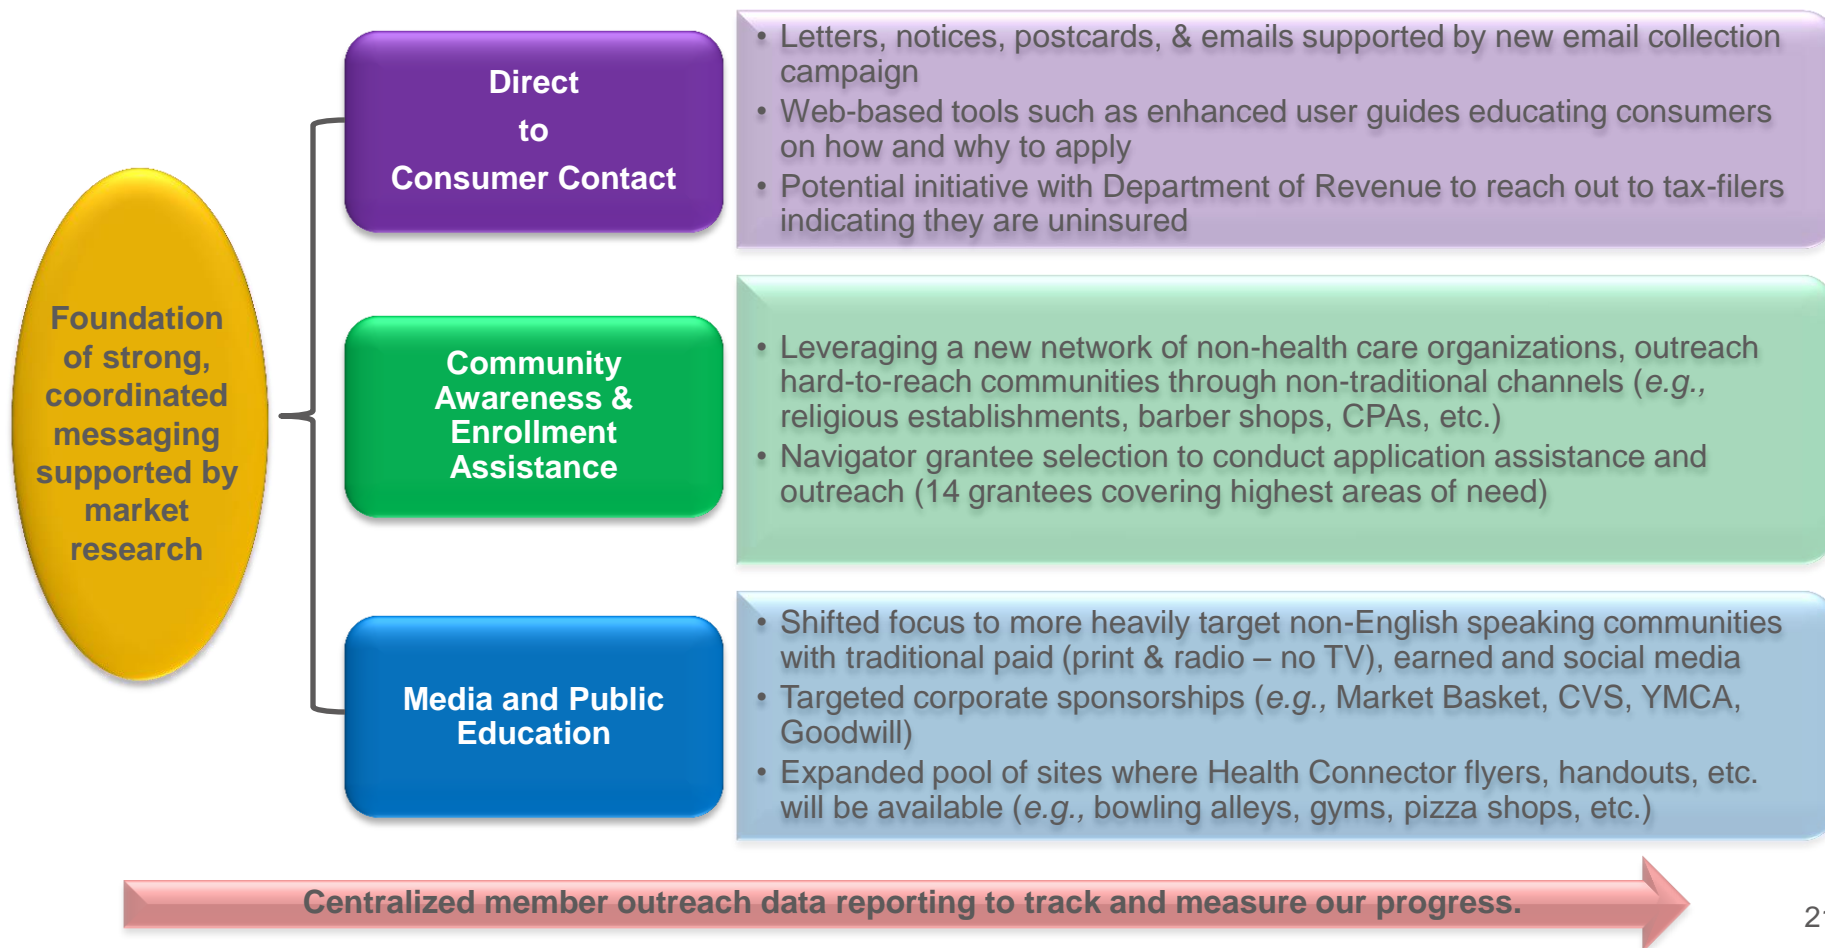 Foundation
of strong,
coordinated
messaging
supported by
market
research
Direct
to
Consumer Contact
• Letters, notices, postcards, & emails supported by new email collection
campaign
• Web-based tools such as enhanced user guides educating consumers
on how and why to apply
• Potential initiative with Department of Revenue to reach out to tax-filers
indicating they are uninsured
Community
Awareness &
Enrollment
Assistance
• Leveraging a new network of non-health care organizations, outreach
hard-to-reach communities through non-traditional channels (e.g.,
religious establishments, barber shops, CPAs, etc.)
• Navigator grantee selection to conduct application assistance and
outreach (14 grantees covering highest areas of need)
Media and Public
Education
• Shifted focus to more heavily target non-English speaking communities
with traditional paid (print & radio – no TV), earned and social media
• Targeted corporate sponsorships (e.g., Market Basket, CVS, YMCA,
Goodwill)
• Expanded pool of sites where Health Connector flyers, handouts, etc.
will be available (e.g., bowling alleys, gyms, pizza shops, etc.)
Centralized member outreach data reporting to track and measure our progress.
21